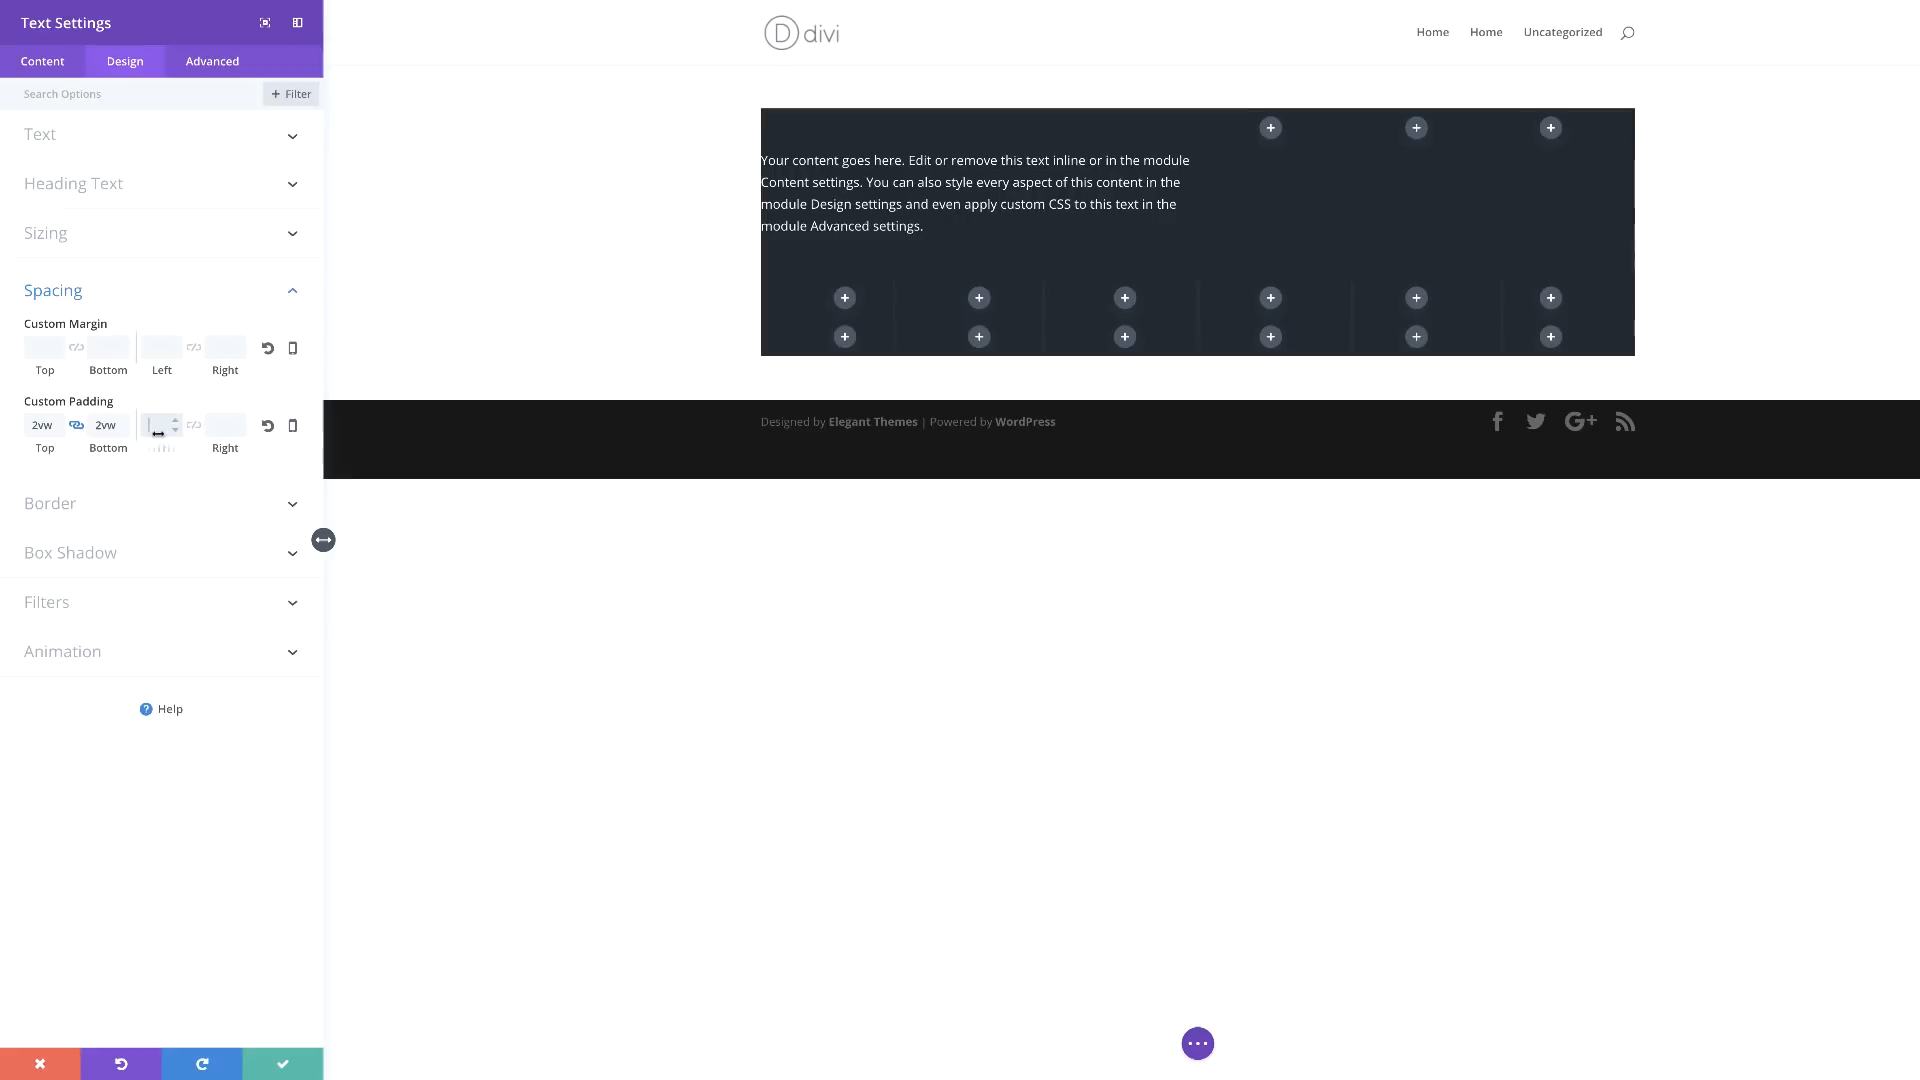 Text Settings
Content Design Advanced
Search Options
+ Filter
Text
Heading Text
Sizing
Spacing
Custom Margin
Top Bottom Left Right
Custom Padding
2vw 2vw
Top Bottom Right
Border
Box Shadow
Filters
Animation
? Help
D divi
Home Home Uncategorized
Your content goes here. Edit or remove this text inline or in the module
Content settings. You can also style every aspect of this content in the
module Design settings and even apply custom CSS to this text in the
module Advanced settings.
Designed by Elegant Themes | Powered by WordPress